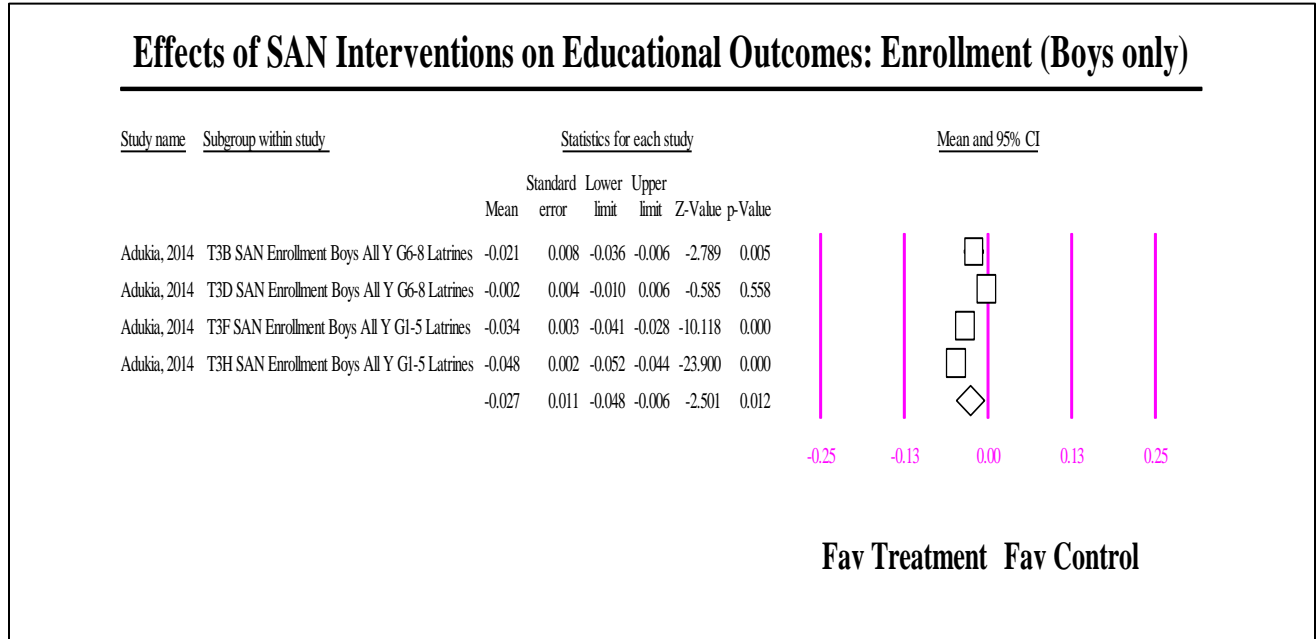 Effects of SAN Interventions on Educational Outcomes: Enrollment (Boys only)
Study name Subgroup within study Statistics for each study Mean and 95% CI
Standard Lower Upper
Mean error limit limit Z-Value p-Value
Adukia, 2014 T3B SAN Enrollment Boys All Y G6-8 Latrines -0.021 0.008 -0.036 -0.006 -2.789 0.005
Adukia, 2014 T3D SAN Enrollment Boys All Y G6-8 Latrines -0.002 0.004 -0.010 0.006 -0.585 0.558
Adukia, 2014 T3F SAN Enrollment Boys All Y G1-5 Latrines -0.034 0.003 -0.041 -0.028 -10.118 0.000
Adukia, 2014 T3H SAN Enrollment Boys All Y G1-5 Latrines -0.048 0.002 -0.052 -0.044 -23.900 0.000
-0.027 0.011 -0.048 -0.006 -2.501 0.012
-0.25 -0.13 0.00 0.13 0.25
Fav Treatment Fav Control